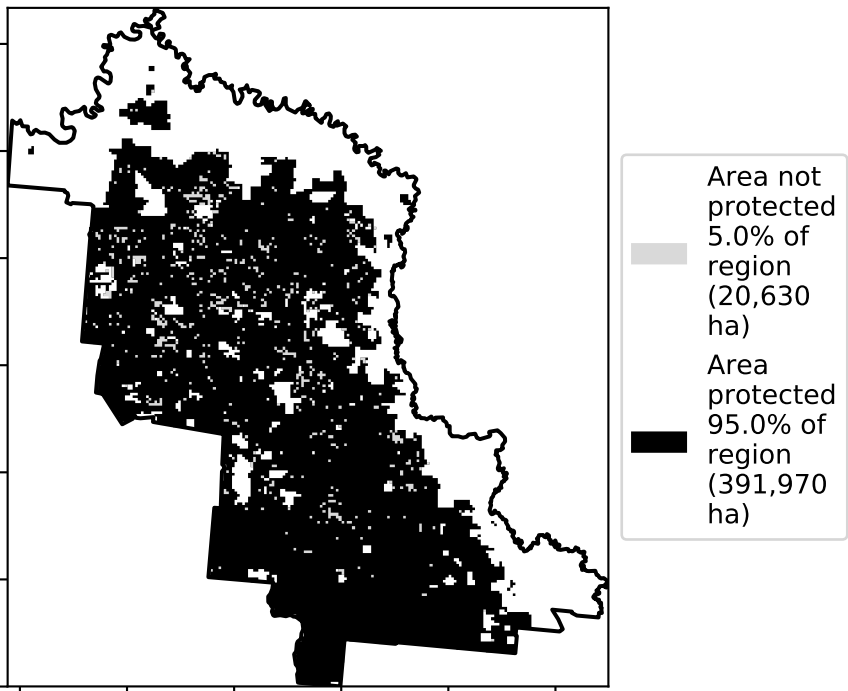 Area not
protected
5.0% of
region
(20,630
ha)
Area
protected
95.0% of
region
(391,970
ha)